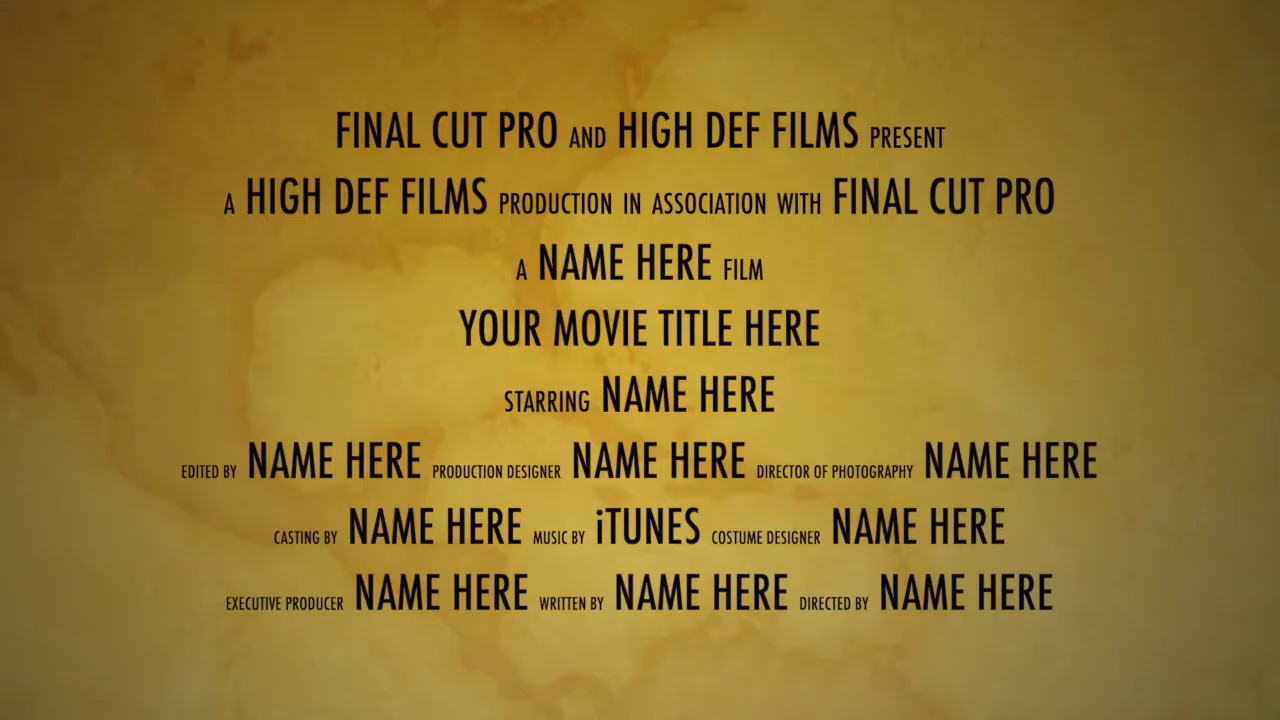 FINAL CUT PRO AND HIGH DEF FILMS PRESENT
A HIGH DEF FILMS PRODUCTION IN ASSOCIATION WITH FINAL CUT PRO
A NAME HERE FILM
YOUR MOVIE TITLE HERE
STARRING NAME HERE
EDITED BY NAME HERE PRODUCTION DESIGNER NAME HERE DIRECTOR OF PHOTOGRAPHY NAME HERE
CASTING BY NAME HERE MUSIC BY iTUNES COSTUME DESIGNER NAME HERE
EXECUTIVE PRODUCER NAME HERE WRITTEN BY NAME HERE DIRECTED BY NAME HERE